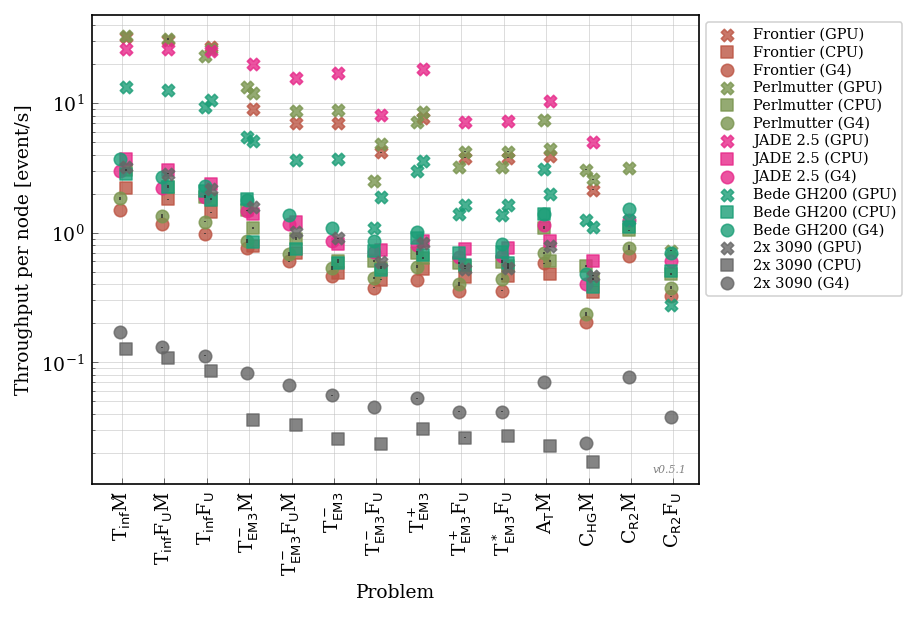 Throughput per node [event/s]
10¹
10⁰
10⁻¹
Frontier (GPU)
Frontier (CPU)
Frontier (G4)
Perlmutter (GPU)
Perlmutter (CPU)
Perlmutter (G4)
JADE 2.5 (GPU)
JADE 2.5 (CPU)
JADE 2.5 (G4)
Bede GH200 (GPU)
Bede GH200 (CPU)
Bede GH200 (G4)
2x 3090 (GPU)
2x 3090 (CPU)
2x 3090 (G4)
v0.5.1
T_inf M
T_inf F_U M
T_inf F_U
T⁻_EM3 M
T⁻_EM3 F_U M
T⁻_EM3
T⁻_EM3 F_U
T⁺_EM3
T⁺_EM3 F_U
T*_EM3 F_U
A_T M
C_HG M
C_R2 M
C_R2 F_U
Problem